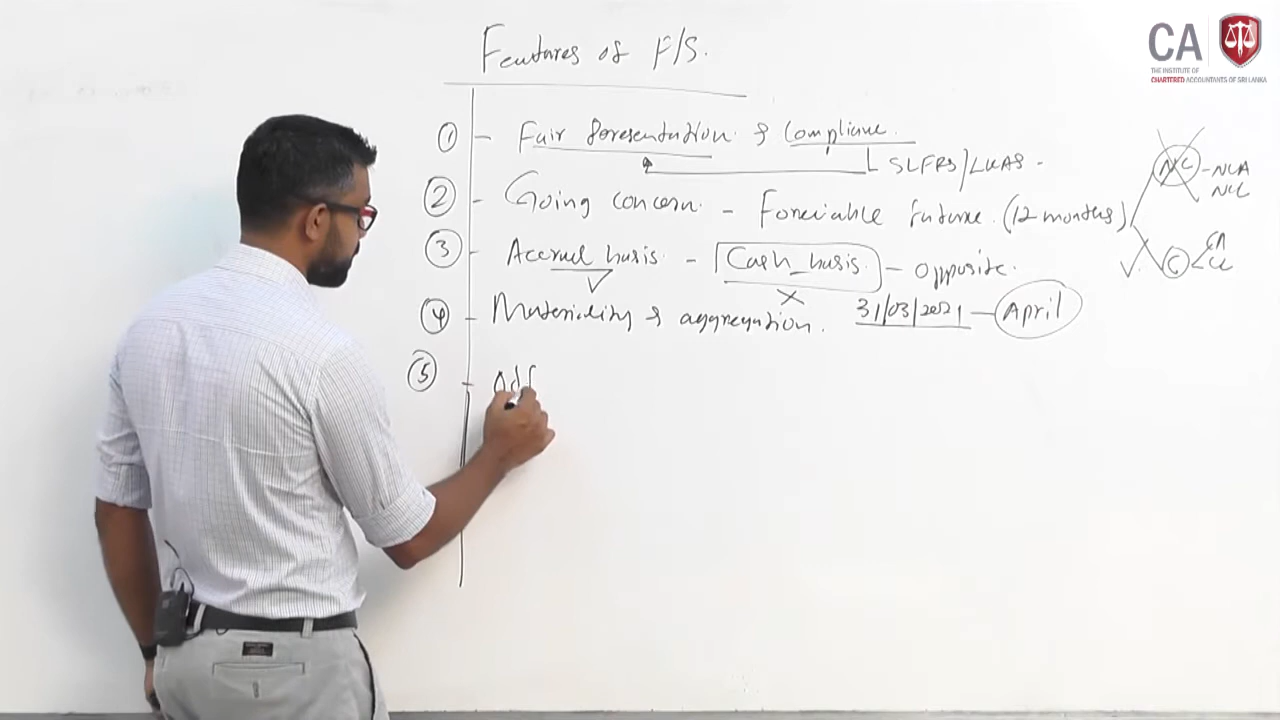 CA
THE INSTITUTE OF
CHARTERED ACCOUNTANTS OF SRI LANKA
Features of F/S.
① - Fair Presentation & Compliance.
SLFRS/LKAS -
② - Going concern. - Foreciable future. (12 months)
NC - NCA
NCL
C CA
CL
③ - Accrual basis - Cash basis. - Opposite.
④ - Materiality & aggregation. 31/03/2021 - April
⑤ - Off